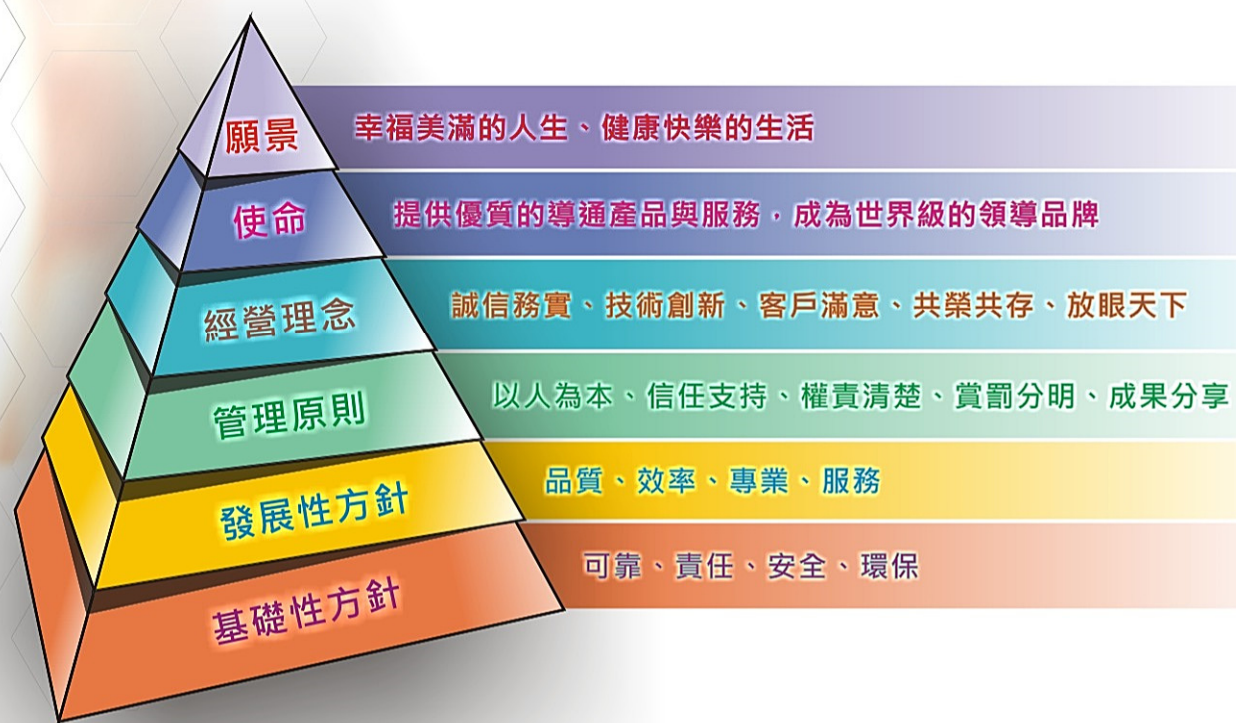 願景
幸福美滿的人生、健康快樂的生活
使命
提供優質的導通產品與服務，成為世界級的領導品牌
經營理念
誠信務實、技術創新、客戶滿意、共榮共存、放眼天下
管理原則
以人為本、信任支持、權責清楚、賞罰分明、成果分享
發展性方針
品質、效率、專業、服務
基礎性方針
可靠、責任、安全、環保